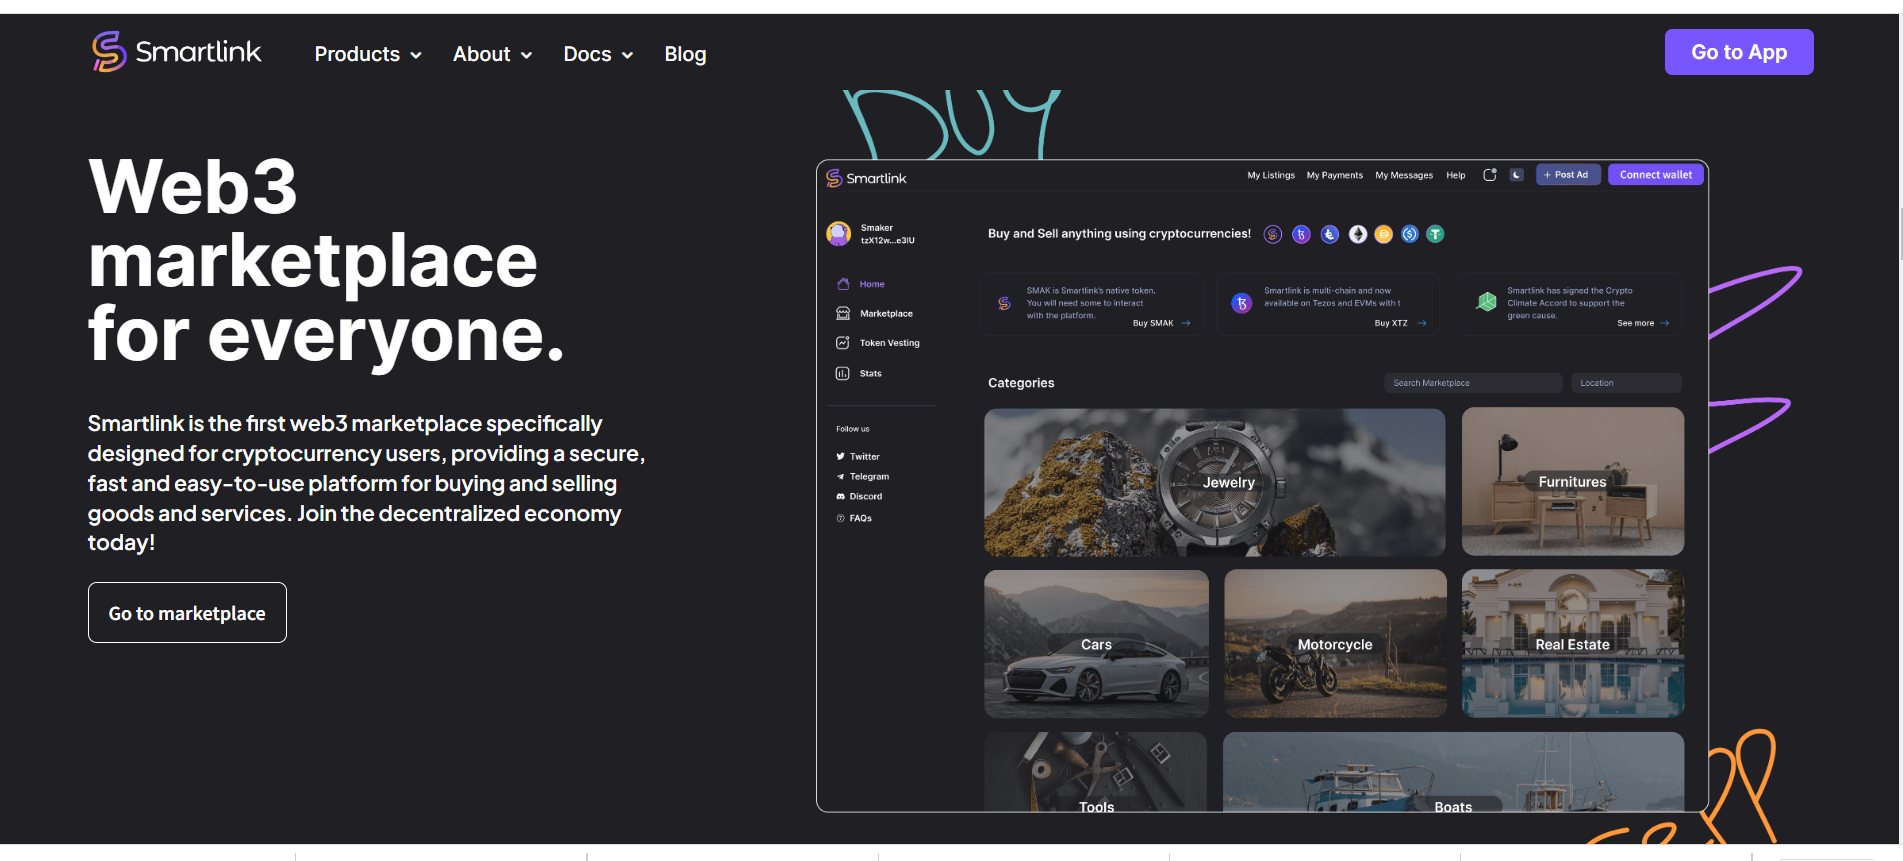 Smartlink
Products
About
Docs
Blog
Go to App
BUY
Web3
marketplace
for everyone.
Smartlink is the first web3 marketplace specifically
designed for cryptocurrency users, providing a secure,
fast and easy-to-use platform for buying and selling
goods and services. Join the decentralized economy
today!
Go to marketplace
Smartlink
My Listings
My Payments
My Messages
Help
+ Post Ad
Connect wallet
Smaker
tzX12w...e3IU
Home
Marketplace
Token Vesting
Stats
Follow us
Twitter
Telegram
Discord
FAQs
Buy and Sell anything using cryptocurrencies!
SMAK is Smartlink's native token.
You will need some to interact
with the platform.
Buy SMAK
Smartlink is multi-chain and now
available on Tezos and EVMs with t
Buy XTZ
Smartlink has signed the Crypto
Climate Accord to support the
green cause.
See more
Categories
Search Marketplace
Location
Jewelry
Furnitures
Cars
Motorcycle
Real Estate
Tools
Boats
Sell